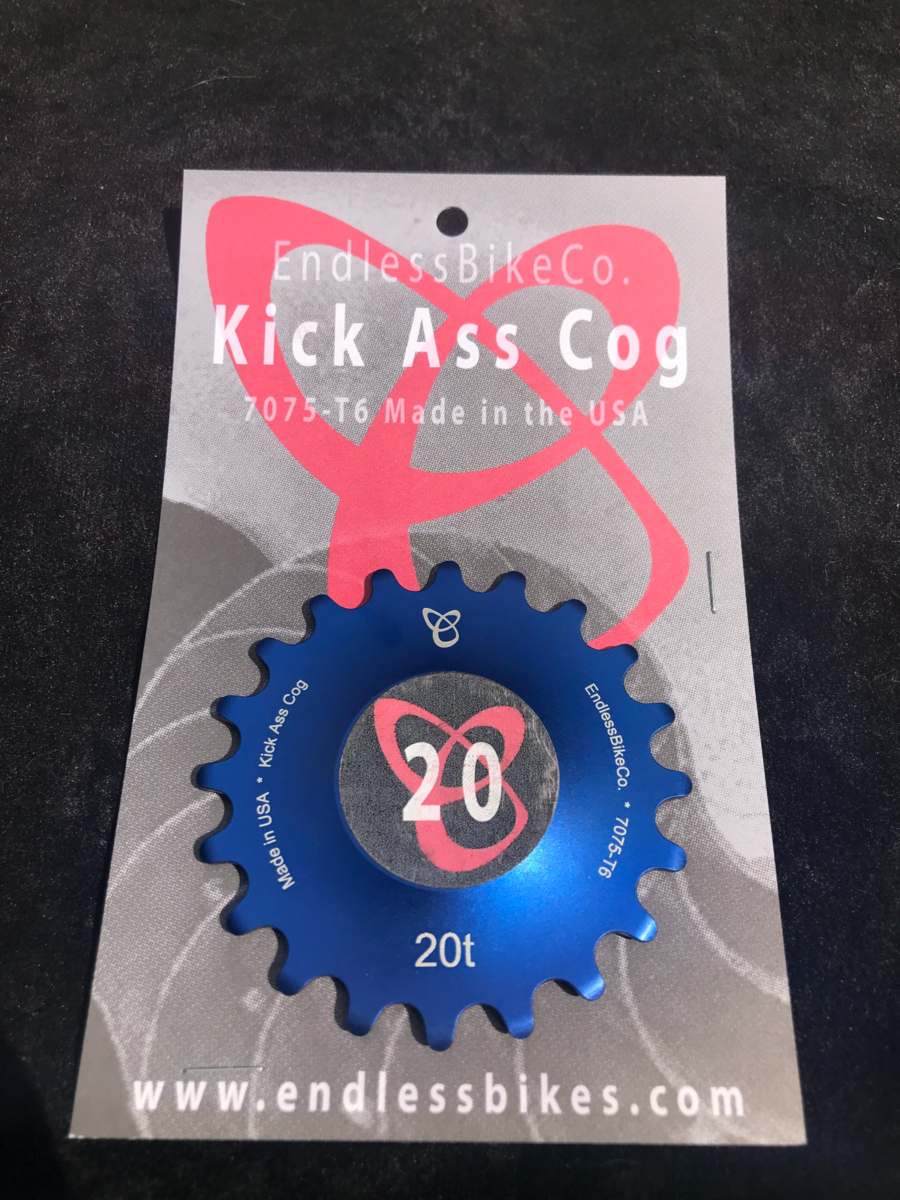 EndlessBikeCo.
Kick Ass Cog
7075-T6 Made in the USA
Made in USA * Kick Ass Cog
EndlessBikeCo. * 7075-T6
20
20t
www.endlessbikes.com